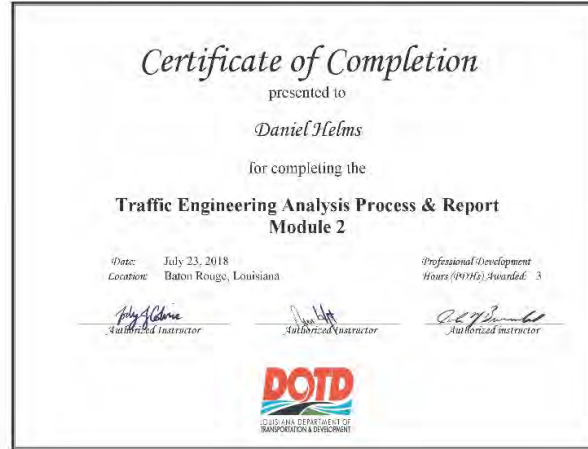 Certificate of Completion
presented to
Daniel Helms
for completing the
Traffic Engineering Analysis Process & Report
Module 2
Date: July 23, 2018
Location: Baton Rouge, Louisiana
Professional Development
Hours (PDHs) Awarded: 3
Authorized Instructor
Authorized Instructor
Authorized instructor
DOTD
LOUISIANA DEPARTMENT OF
TRANSPORTATION & DEVELOPMENT